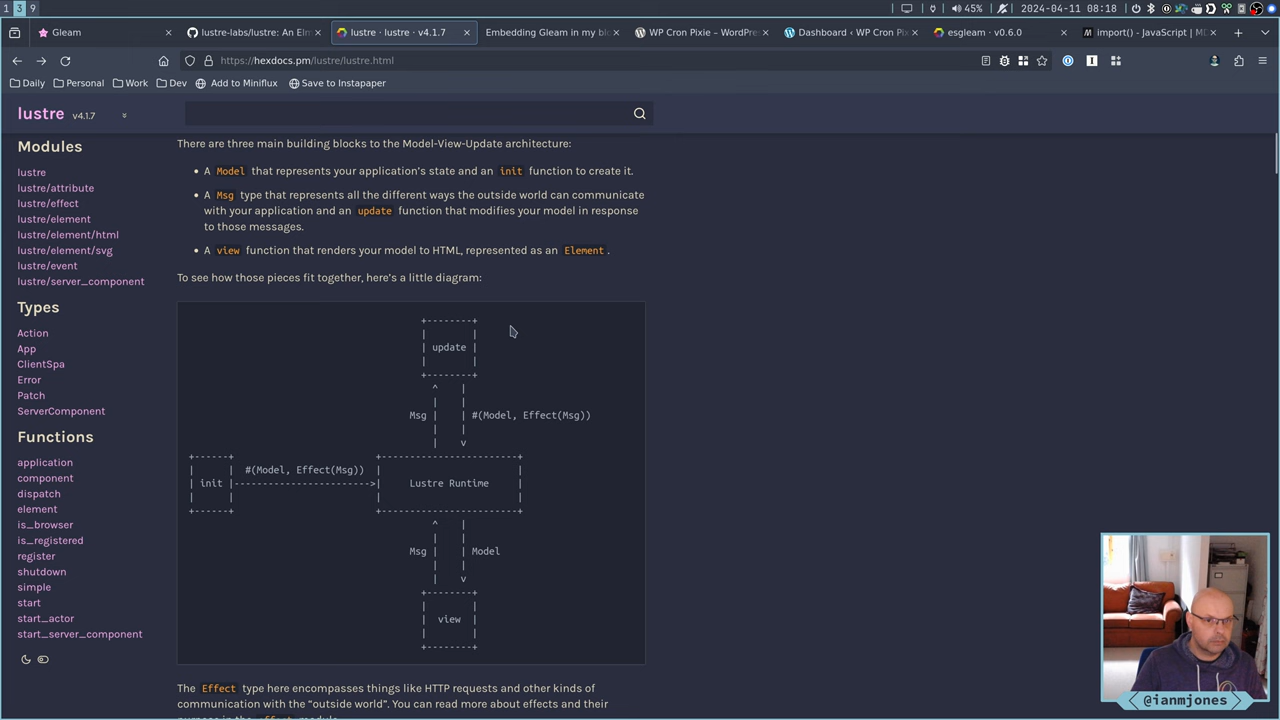 1 3 9
45%
2024-04-11 08:18
Gleam
lustre-labs/lustre: An Elm
lustre · lustre · v4.1.7
Embedding Gleam in my blo
WP Cron Pixie – WordPre
Dashboard ‹ WP Cron Pixie
esgleam · v0.6.0
import() - JavaScript | MD
https://hexdocs.pm/lustre/lustre.html
Daily
Personal
Work
Dev
Add to Miniflux
Save to Instapaper
lustre v4.1.7
Modules
lustre
lustre/attribute
lustre/effect
lustre/element
lustre/element/html
lustre/element/svg
lustre/event
lustre/server_component
Types
Action
App
ClientSpa
Error
Patch
ServerComponent
Functions
application
component
dispatch
element
is_browser
is_registered
register
shutdown
simple
start
start_actor
start_server_component
There are three main building blocks to the Model-View-Update architecture:
• A Model that represents your application's state and an init function to create it.
• A Msg type that represents all the different ways the outside world can communicate
with your application and an update function that modifies your model in response
to those messages.
• A view function that renders your model to HTML, represented as an Element.
To see how those pieces fit together, here's a little diagram:
update
Msg
#(Model, Effect(Msg))
init
#(Model, Effect(Msg))
Lustre Runtime
Msg
Model
view
The Effect type here encompasses things like HTTP requests and other kinds of
communication with the "outside world". You can read more about effects and their
purpose in the effect module
@ianmjones